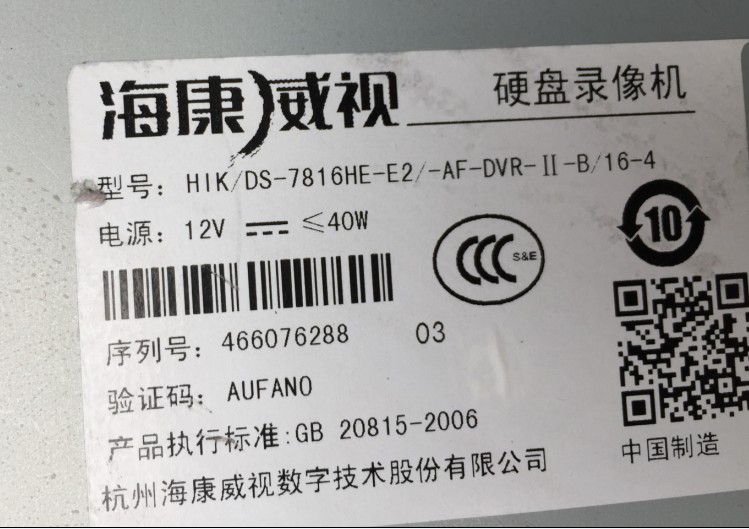 海康威视
硬盘录像机
型号: HIK/DS-7816HE-E2/-AF-DVR-II-B/16-4
电源: 12V ⎓ ≤40W
CCC S&E
10
序列号: 466076288 03
验证码: AUFANO
产品执行标准:GB 20815-2006
中国制造
杭州海康威视数字技术股份有限公司